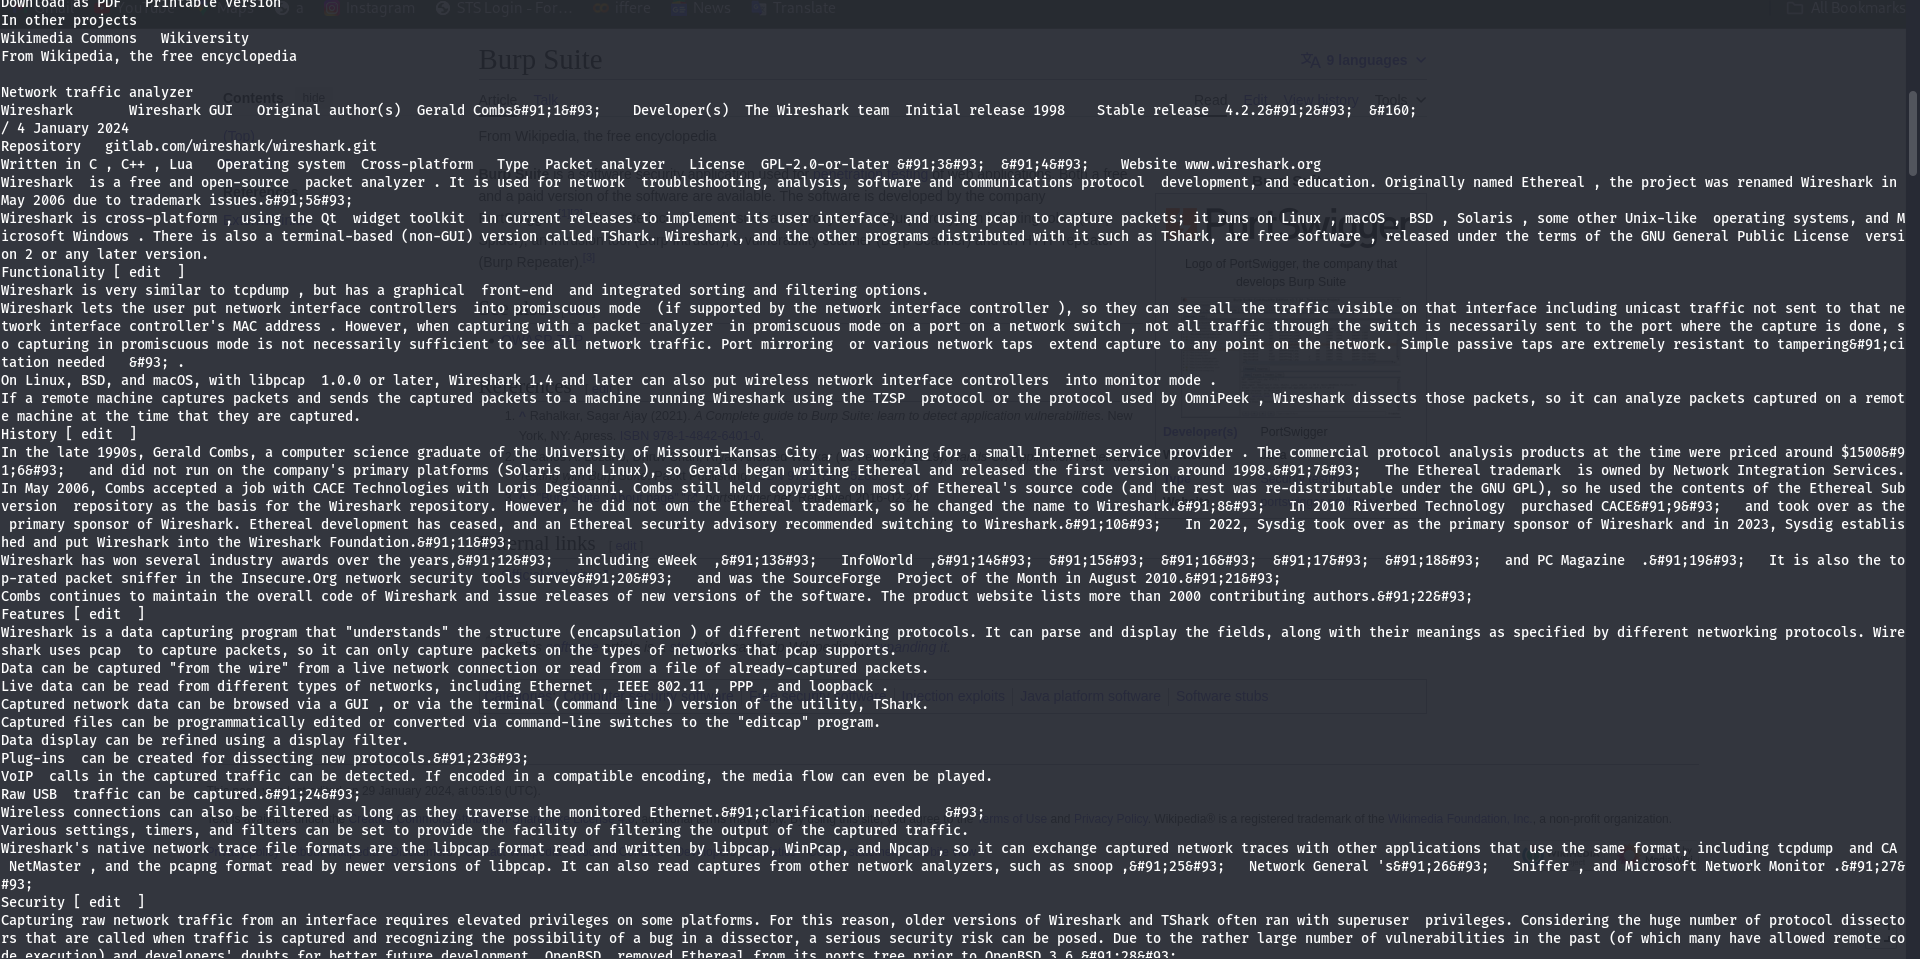 Download as PDF   Printable version
In other projects
Wikimedia Commons   Wikiversity
From Wikipedia, the free encyclopedia
Network traffic analyzer
Wireshark       Wireshark GUI   Original author(s)  Gerald Combs&#91;1&#93;    Developer(s)  The Wireshark team  Initial release 1998    Stable release  4.2.2&#91;2&#93;  &#160;
/ 4 January 2024
Repository   gitlab.com/wireshark/wireshark.git
Written in C , C++ , Lua   Operating system  Cross-platform   Type  Packet analyzer   License  GPL-2.0-or-later &#91;3&#93;  &#91;4&#93;    Website www.wireshark.org
Wireshark  is a free and open-source  packet analyzer . It is used for network  troubleshooting, analysis, software and communications protocol  development, and education. Originally named Ethereal , the project was renamed Wireshark in
May 2006 due to trademark issues.&#91;5&#93;
Wireshark is cross-platform , using the Qt  widget toolkit  in current releases to implement its user interface, and using pcap  to capture packets; it runs on Linux , macOS , BSD , Solaris , some other Unix-like  operating systems, and M
icrosoft Windows . There is also a terminal-based (non-GUI) version called TShark. Wireshark, and the other programs distributed with it such as TShark, are free software , released under the terms of the GNU General Public License  versi
on 2 or any later version.
Functionality [ edit  ]
Wireshark is very similar to tcpdump , but has a graphical  front-end  and integrated sorting and filtering options.
Wireshark lets the user put network interface controllers  into promiscuous mode  (if supported by the network interface controller ), so they can see all the traffic visible on that interface including unicast traffic not sent to that ne
twork interface controller's MAC address . However, when capturing with a packet analyzer  in promiscuous mode on a port on a network switch , not all traffic through the switch is necessarily sent to the port where the capture is done, s
o capturing in promiscuous mode is not necessarily sufficient to see all network traffic. Port mirroring  or various network taps  extend capture to any point on the network. Simple passive taps are extremely resistant to tampering&#91;ci
tation needed   &#93; .
On Linux, BSD, and macOS, with libpcap  1.0.0 or later, Wireshark 1.4 and later can also put wireless network interface controllers  into monitor mode .
If a remote machine captures packets and sends the captured packets to a machine running Wireshark using the TZSP  protocol or the protocol used by OmniPeek , Wireshark dissects those packets, so it can analyze packets captured on a remot
e machine at the time that they are captured.
History [ edit  ]
In the late 1990s, Gerald Combs, a computer science graduate of the University of Missouri–Kansas City , was working for a small Internet service provider . The commercial protocol analysis products at the time were priced around $1500&#9
1;6&#93;   and did not run on the company's primary platforms (Solaris and Linux), so Gerald began writing Ethereal and released the first version around 1998.&#91;7&#93;   The Ethereal trademark  is owned by Network Integration Services.
In May 2006, Combs accepted a job with CACE Technologies with Loris Degioanni. Combs still held copyright on most of Ethereal's source code (and the rest was re-distributable under the GNU GPL), so he used the contents of the Ethereal Sub
version  repository as the basis for the Wireshark repository. However, he did not own the Ethereal trademark, so he changed the name to Wireshark.&#91;8&#93;   In 2010 Riverbed Technology  purchased CACE&#91;9&#93;   and took over as the
primary sponsor of Wireshark. Ethereal development has ceased, and an Ethereal security advisory recommended switching to Wireshark.&#91;10&#93;   In 2022, Sysdig took over as the primary sponsor of Wireshark and in 2023, Sysdig establis
hed and put Wireshark into the Wireshark Foundation.&#91;11&#93;
Wireshark has won several industry awards over the years,&#91;12&#93;   including eWeek  ,&#91;13&#93;   InfoWorld  ,&#91;14&#93;  &#91;15&#93;  &#91;16&#93;  &#91;17&#93;  &#91;18&#93;   and PC Magazine  .&#91;19&#93;   It is also the to
p-rated packet sniffer in the Insecure.Org network security tools survey&#91;20&#93;   and was the SourceForge  Project of the Month in August 2010.&#91;21&#93;
Combs continues to maintain the overall code of Wireshark and issue releases of new versions of the software. The product website lists more than 2000 contributing authors.&#91;22&#93;
Features [ edit  ]
Wireshark is a data capturing program that "understands" the structure (encapsulation ) of different networking protocols. It can parse and display the fields, along with their meanings as specified by different networking protocols. Wire
shark uses pcap  to capture packets, so it can only capture packets on the types of networks that pcap supports.
Data can be captured "from the wire" from a live network connection or read from a file of already-captured packets.
Live data can be read from different types of networks, including Ethernet , IEEE 802.11 , PPP , and loopback .
Captured network data can be browsed via a GUI , or via the terminal (command line ) version of the utility, TShark.
Captured files can be programmatically edited or converted via command-line switches to the "editcap" program.
Data display can be refined using a display filter.
Plug-ins  can be created for dissecting new protocols.&#91;23&#93;
VoIP  calls in the captured traffic can be detected. If encoded in a compatible encoding, the media flow can even be played.
Raw USB  traffic can be captured.&#91;24&#93;
Wireless connections can also be filtered as long as they traverse the monitored Ethernet.&#91;clarification needed   &#93;
Various settings, timers, and filters can be set to provide the facility of filtering the output of the captured traffic.
Wireshark's native network trace file formats are the libpcap format read and written by libpcap, WinPcap, and Npcap , so it can exchange captured network traces with other applications that use the same format, including tcpdump  and CA
NetMaster , and the pcapng format read by newer versions of libpcap. It can also read captures from other network analyzers, such as snoop ,&#91;25&#93;   Network General 's&#91;26&#93;   Sniffer , and Microsoft Network Monitor .&#91;27&
#93;
Security [ edit  ]
Capturing raw network traffic from an interface requires elevated privileges on some platforms. For this reason, older versions of Wireshark and TShark often ran with superuser  privileges. Considering the huge number of protocol dissecto
rs that are called when traffic is captured and recognizing the possibility of a bug in a dissector, a serious security risk can be posed. Due to the rather large number of vulnerabilities in the past (of which many have allowed remote co
de execution) and developers' doubts for better future development, OpenBSD  removed Ethereal from its ports tree prior to OpenBSD 3.6.&#91;28&#93;